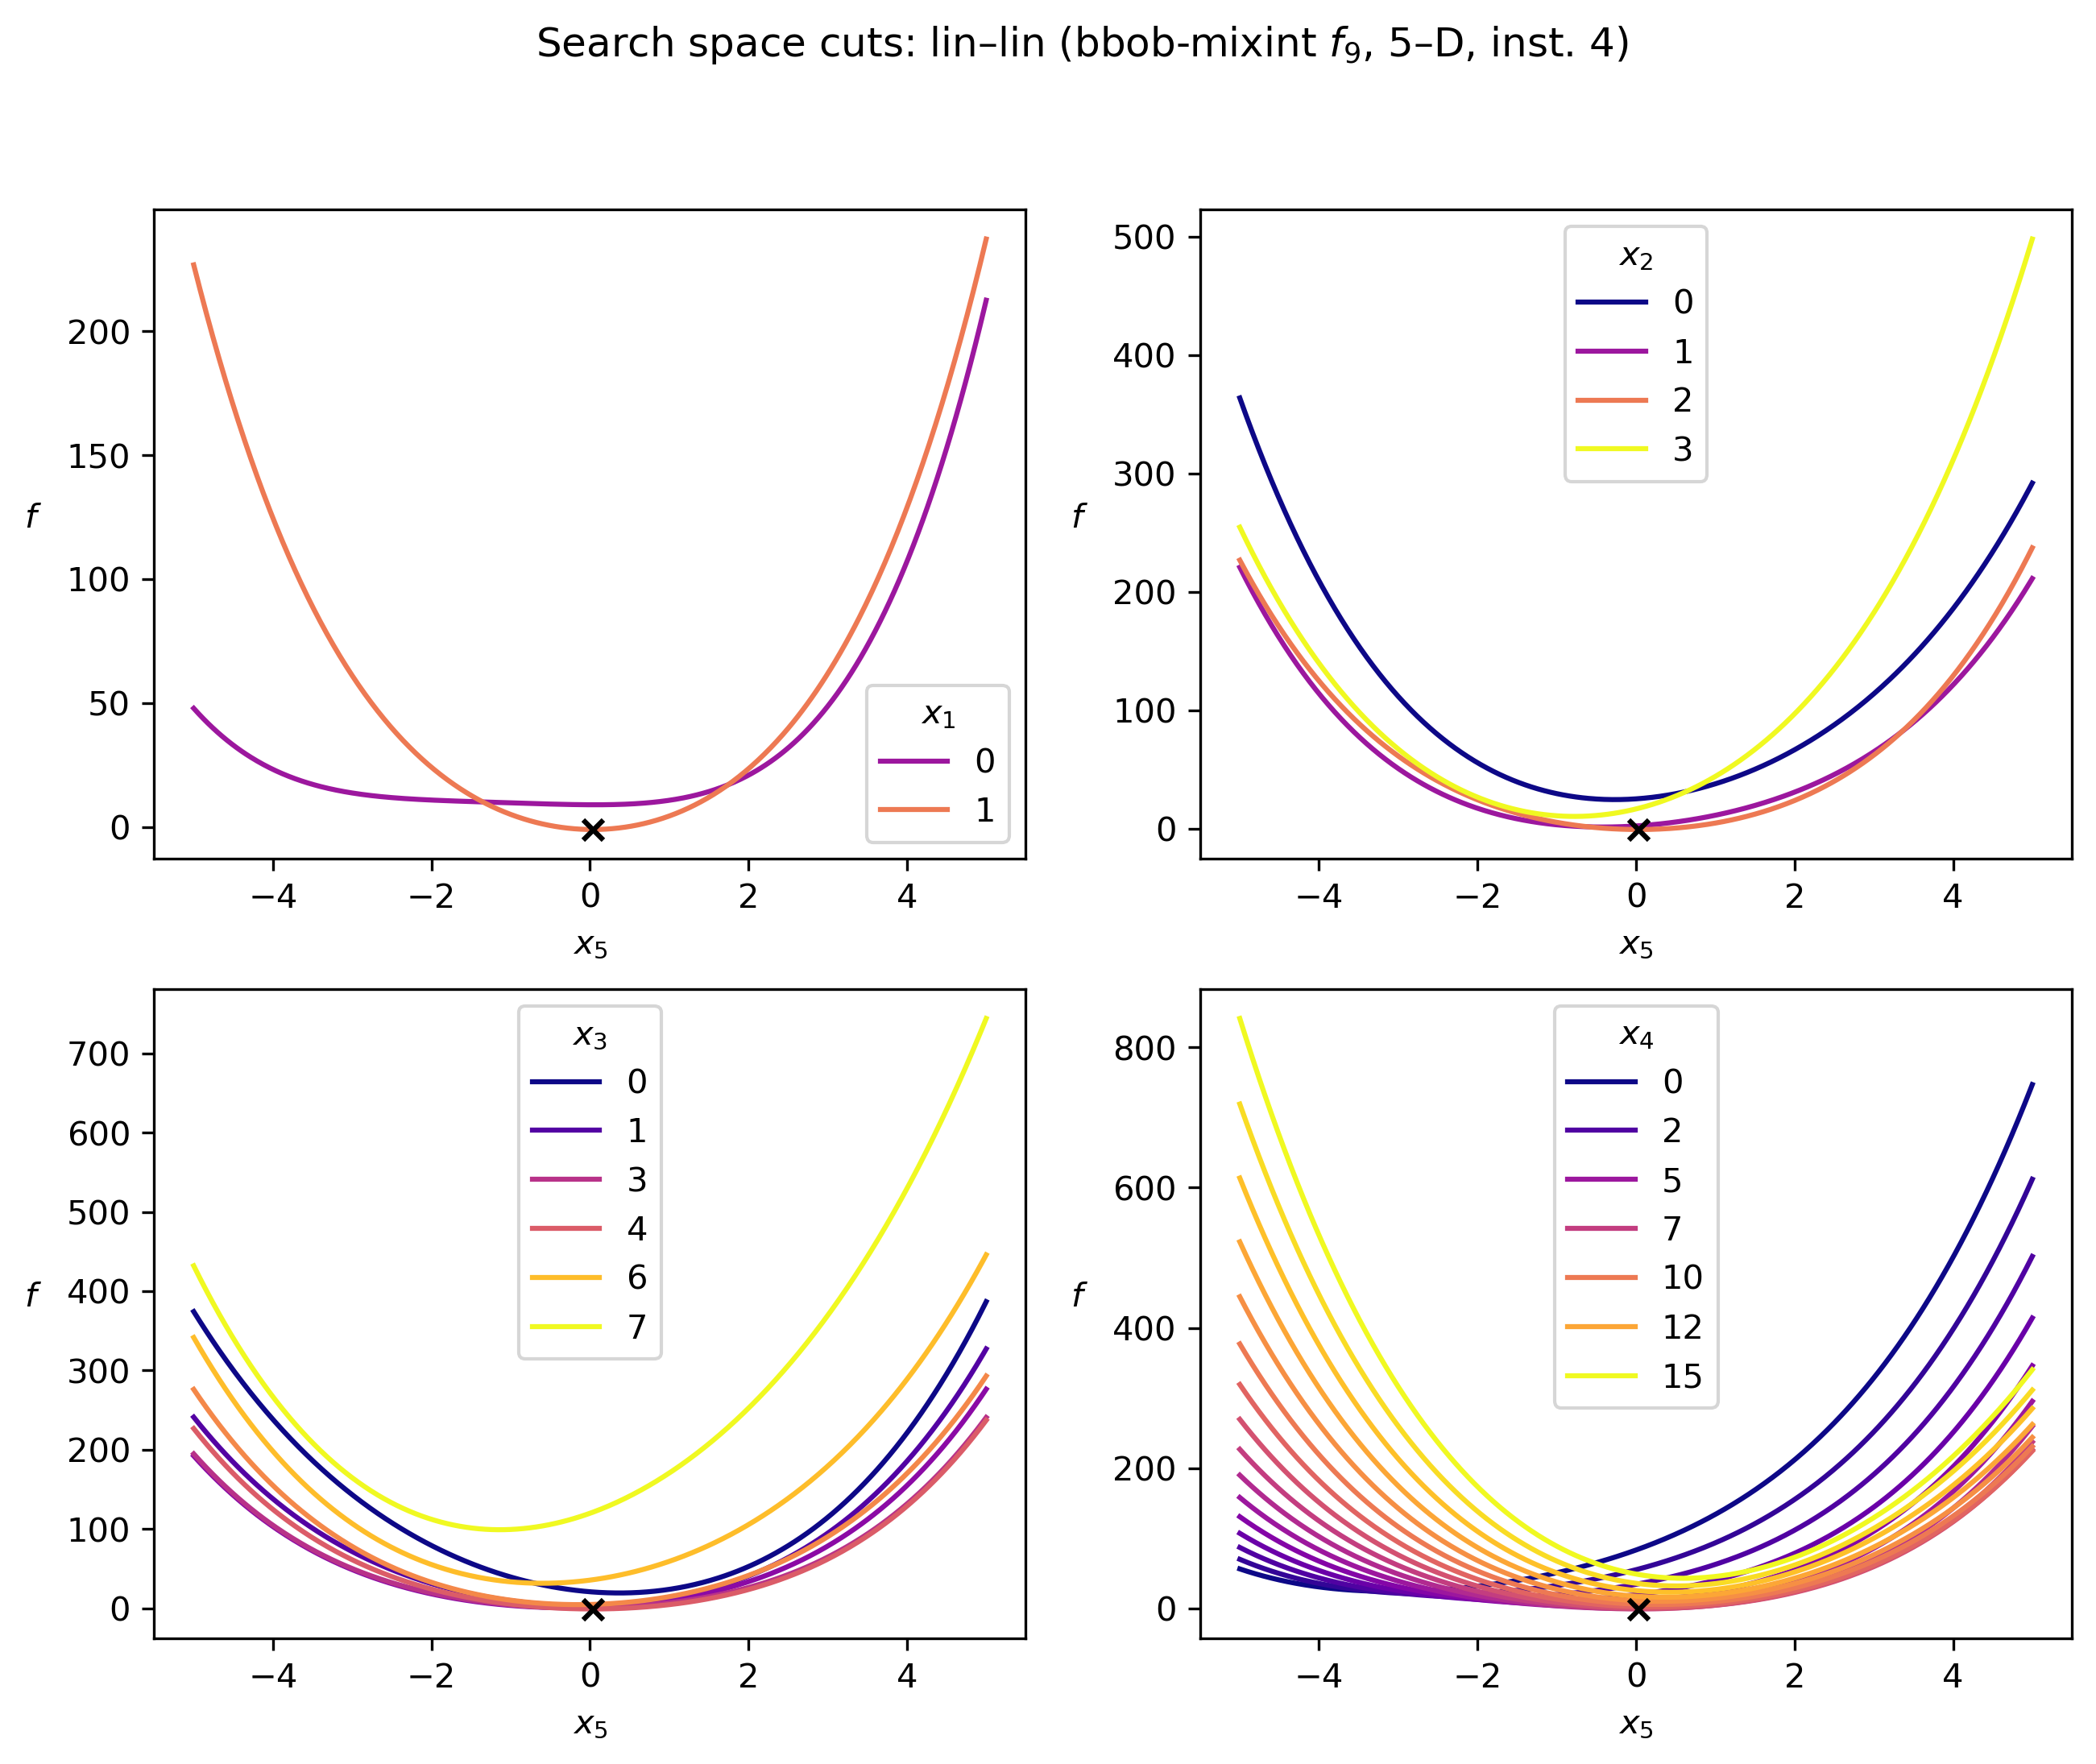 Search space cuts: lin–lin (bbob-mixint f₉, 5–D, inst. 4)
f
200
150
100
50
0
−4 −2 0 2 4
x₅
x₁
0
1
f
500
400
300
200
100
0
−4 −2 0 2 4
x₅
x₂
0
1
2
3
f
700
600
500
400
300
200
100
0
−4 −2 0 2 4
x₅
x₃
0
1
3
4
6
7
f
800
600
400
200
0
−4 −2 0 2 4
x₅
x₄
0
2
5
7
10
12
15